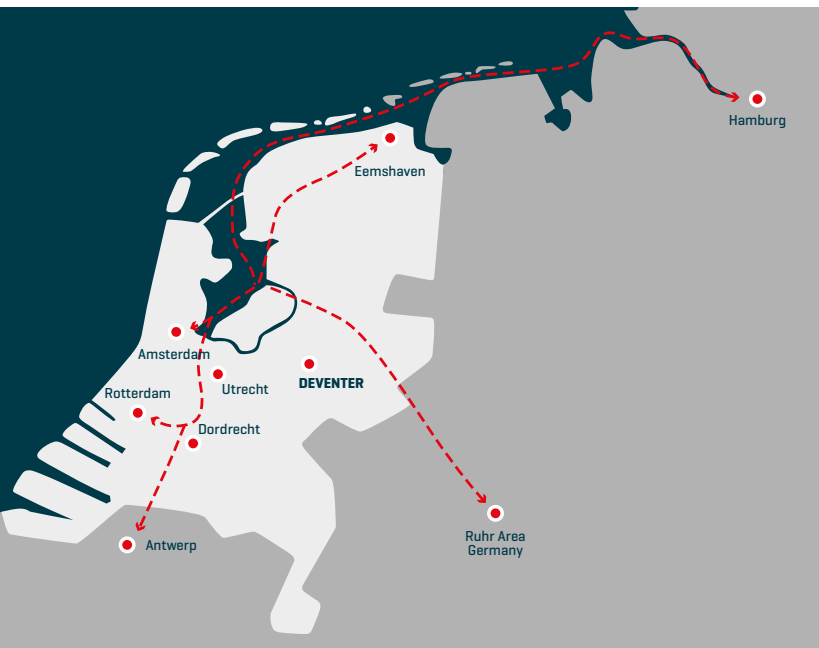 Hamburg
Eemshaven
Amsterdam
Utrecht
DEVENTER
Rotterdam
Dordrecht
Ruhr Area
Germany
Antwerp